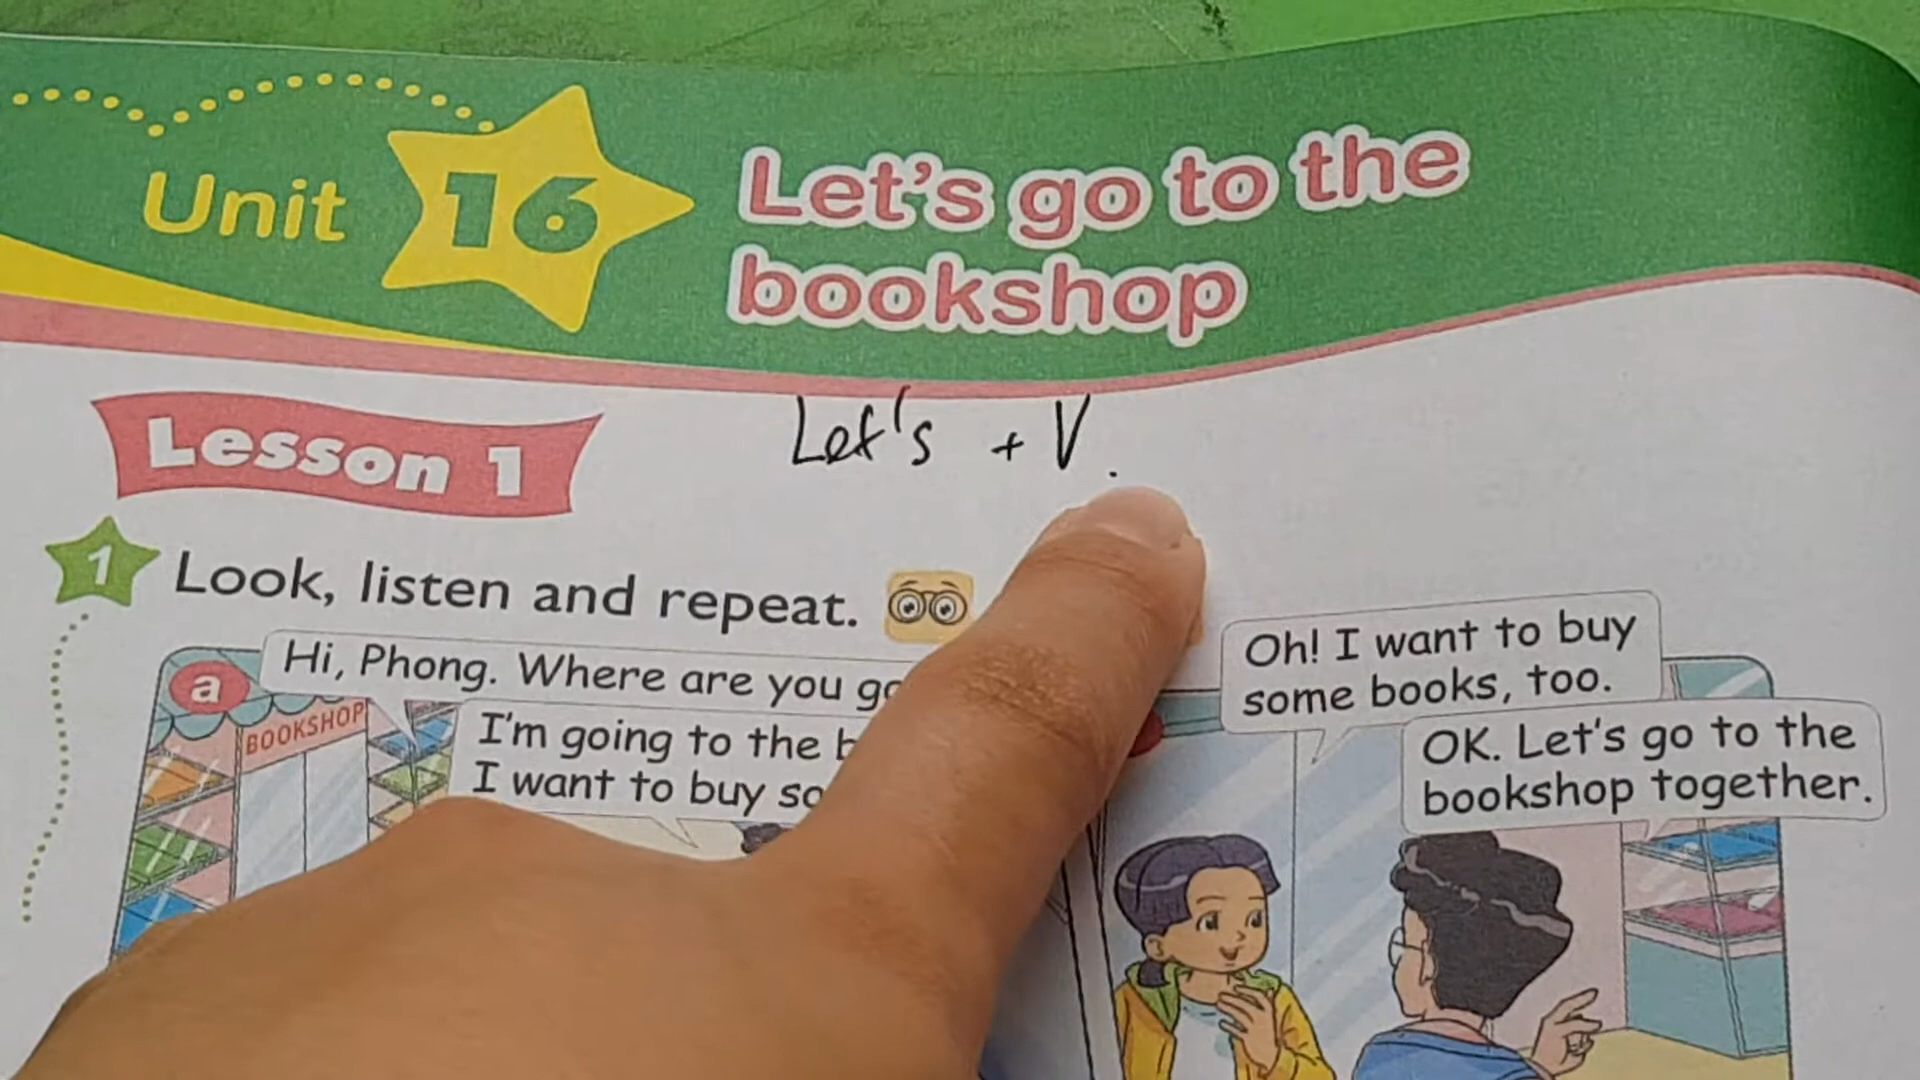 Unit 16
Let's go to the
bookshop
Lesson 1
Let's + V.
1 Look, listen and repeat.
a
Hi, Phong. Where are you
I'm going to the
I want to buy
BOOKSHOP
Oh! I want to buy
some books, too.
OK. Let's go to the
bookshop together.